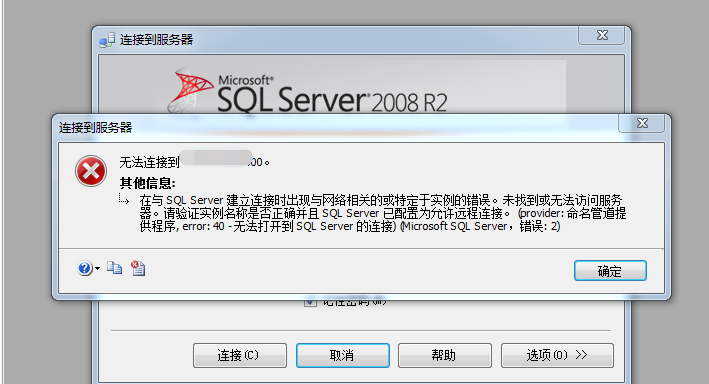 连接到服务器
Microsoft®
SQL Server® 2008 R2
连接到服务器
无法连接到 .00。
其他信息:
在与 SQL Server 建立连接时出现与网络相关的或特定于实例的错误。未找到或无法访问服务
器。请验证实例名称是否正确并且 SQL Server 已配置为允许远程连接。 (provider: 命名管道提
供程序, error: 40 - 无法打开到 SQL Server 的连接) (Microsoft SQL Server，错误: 2)
确定
记住密码(M)
连接(C)
取消
帮助
选项(O) >>